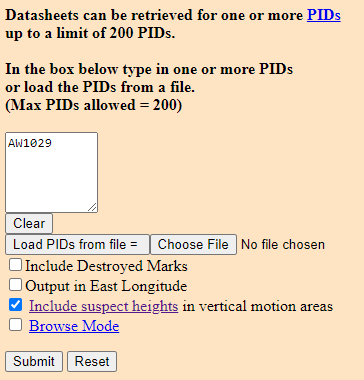 Datasheets can be retrieved for one or more PIDs
up to a limit of 200 PIDs.
In the box below type in one or more PIDs
or load the PIDs from a file.
(Max PIDs allowed = 200)
AW1029
Clear
Load PIDs from file = Choose File No file chosen
Include Destroyed Marks
Output in East Longitude
Include suspect heights in vertical motion areas
Browse Mode
Submit Reset